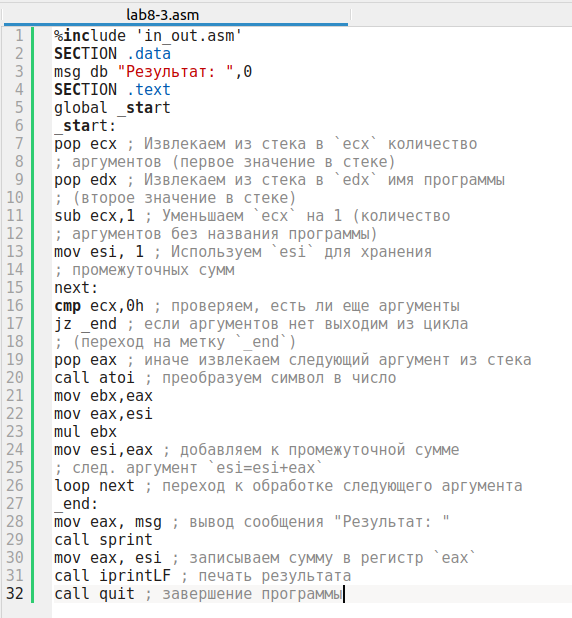 lab8-3.asm
1 %include 'in_out.asm'
2 SECTION .data
3 msg db "Результат: ",0
4 SECTION .text
5 global _start
6 _start:
7 pop ecx ; Извлекаем из стека в `ecx` количество
8 ; аргументов (первое значение в стеке)
9 pop edx ; Извлекаем из стека в `edx` имя программы
10 ; (второе значение в стеке)
11 sub ecx,1 ; Уменьшаем `ecx` на 1 (количество
12 ; аргументов без названия программы)
13 mov esi, 1 ; Используем `esi` для хранения
14 ; промежуточных сумм
15 next:
16 cmp ecx,0h ; проверяем, есть ли еще аргументы
17 jz _end ; если аргументов нет выходим из цикла
18 ; (переход на метку `_end`)
19 pop eax ; иначе извлекаем следующий аргумент из стека
20 call atoi ; преобразуем символ в число
21 mov ebx,eax
22 mov eax,esi
23 mul ebx
24 mov esi,eax ; добавляем к промежуточной сумме
25 ; след. аргумент `esi=esi+eax`
26 loop next ; переход к обработке следующего аргумента
27 _end:
28 mov eax, msg ; вывод сообщения "Результат: "
29 call sprint
30 mov eax, esi ; записываем сумму в регистр `eax`
31 call iprintLF ; печать результата
32 call quit ; завершение программы